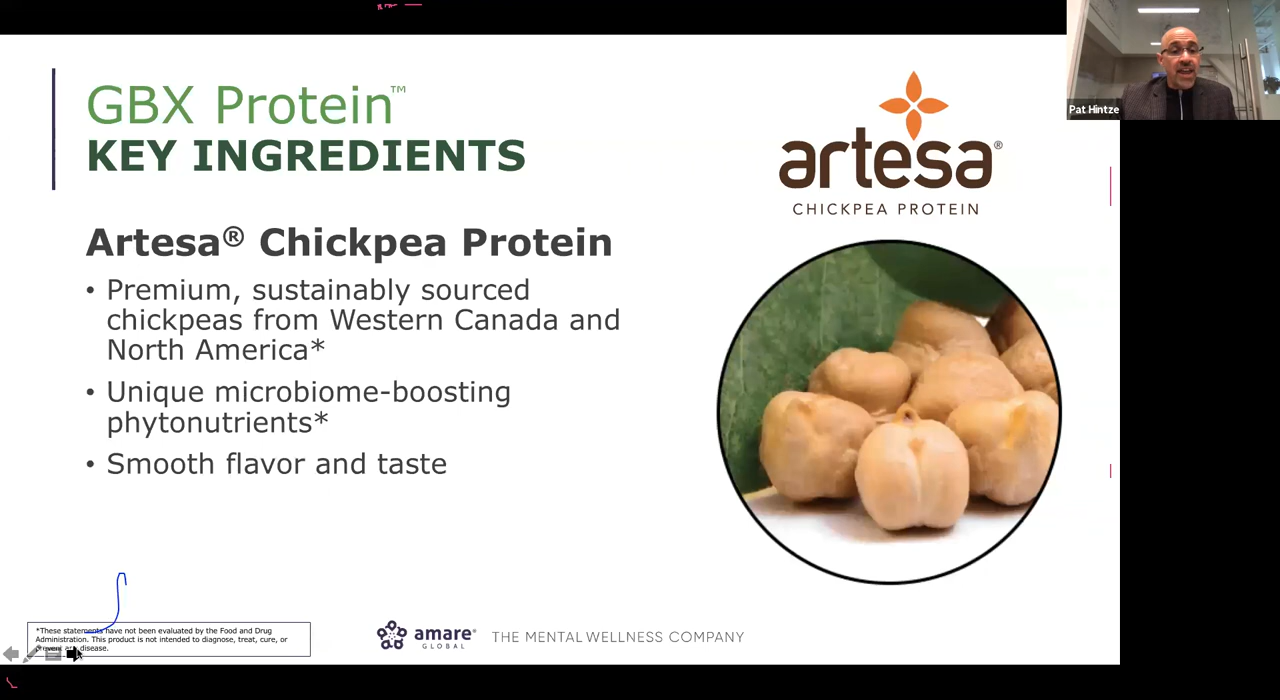 GBX Protein™
KEY INGREDIENTS
artesa®
CHICKPEA PROTEIN
Pat Hintze
Artesa® Chickpea Protein
• Premium, sustainably sourced
chickpeas from Western Canada and
North America*
• Unique microbiome-boosting
phytonutrients*
• Smooth flavor and taste
*These statements have not been evaluated by the Food and Drug
Administration. This product is not intended to diagnose, treat, cure, or
prevent any disease.
amare®
GLOBAL
THE MENTAL WELLNESS COMPANY